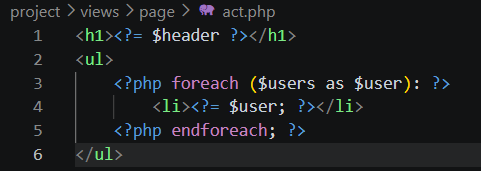 project > views > page > act.php
1 <h1><?= $header ?></h1>
2 <ul>
3     <?php foreach ($users as $user): ?>
4         <li><?= $user; ?></li>
5     <?php endforeach; ?>
6 </ul>